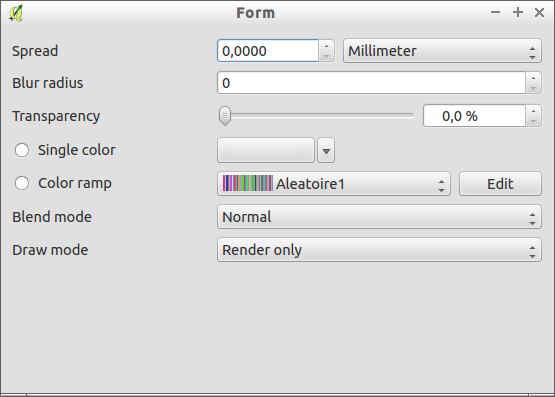 Form
Spread 0,0000 Millimeter
Blur radius 0
Transparency 0,0 %
Single color
Color ramp Aleatoire1 Edit
Blend mode Normal
Draw mode Render only